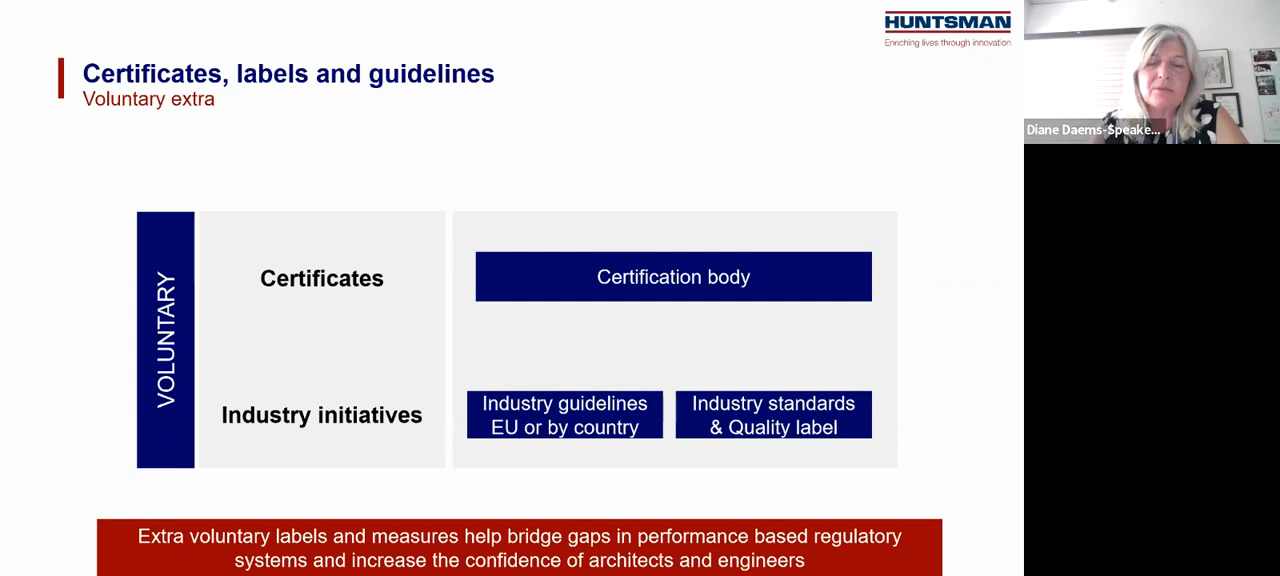 HUNTSMAN
Enriching lives through innovation
Certificates, labels and guidelines
Voluntary extra
Diane Daems-Speake...
VOLUNTARY
Certificates
Certification body
Industry initiatives
Industry guidelines
EU or by country
Industry standards
& Quality label
Extra voluntary labels and measures help bridge gaps in performance based regulatory
systems and increase the confidence of architects and engineers